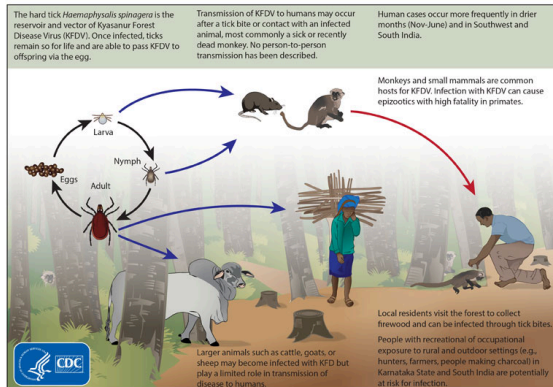 The hard tick Haemaphysalis spinagera is the
reservoir and vector of Kyasanur Forest
Disease Virus (KFDV). Once infected, ticks
remain so for life and are able to pass KFDV to
offspring via the egg.
Transmission of KFDV to humans may occur
after a tick bite or contact with an infected
animal, most commonly a sick or recently
dead monkey. No person-to-person
transmission has been described.
Human cases occur more frequently in drier
months (Nov-June) and in Southwest and
South India.
Monkeys and small mammals are common
hosts for KFDV. Infection with KFDV can cause
epizootics with high fatality in primates.
Larva
Nymph
Eggs
Adult
Local residents visit the forest to collect
firewood and can be infected through tick bites.
People with recreational of occupational
exposure to rural and outdoor settings (e.g.,
hunters, farmers, people making charcoal) in
Karnataka State and South India are potentially
at risk for infection.
Larger animals such as cattle, goats, or
sheep may become infected with KFD but
play a limited role in transmission of
disease to humans.
CDC